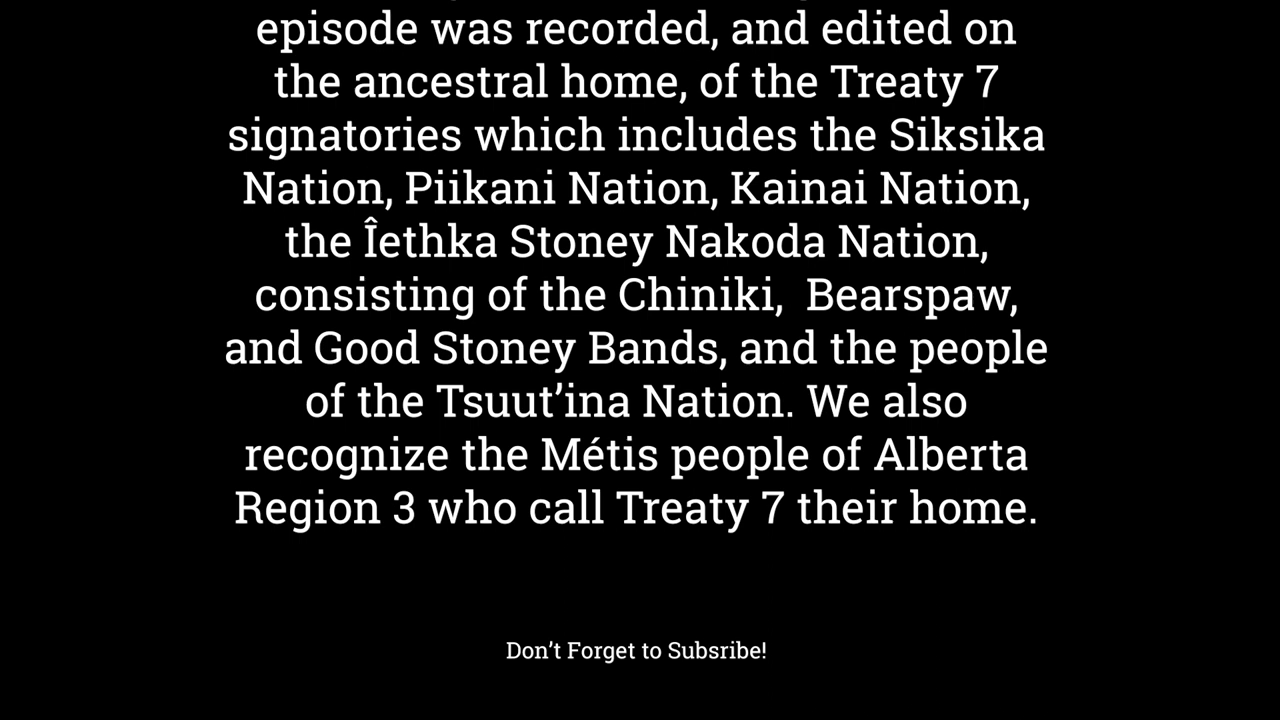 episode was recorded, and edited on
the ancestral home, of the Treaty 7
signatories which includes the Siksika
Nation, Piikani Nation, Kainai Nation,
the Îethka Stoney Nakoda Nation,
consisting of the Chiniki,  Bearspaw,
and Good Stoney Bands, and the people
of the Tsuut’ina Nation. We also
recognize the Métis people of Alberta
Region 3 who call Treaty 7 their home.
Don’t Forget to Subsribe!